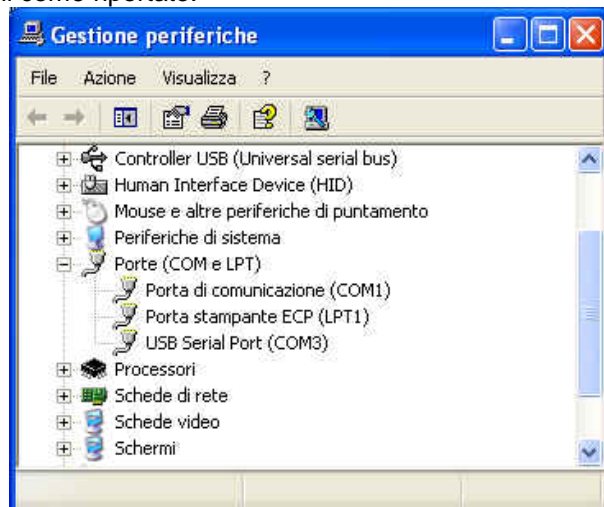 come riportato.
Gestione periferiche
File Azione Visualizza ?
Controller USB (Universal serial bus)
Human Interface Device (HID)
Mouse e altre periferiche di puntamento
Periferiche di sistema
Porte (COM e LPT)
Porta di comunicazione (COM1)
Porta stampante ECP (LPT1)
USB Serial Port (COM3)
Processori
Schede di rete
Schede video
Schermi